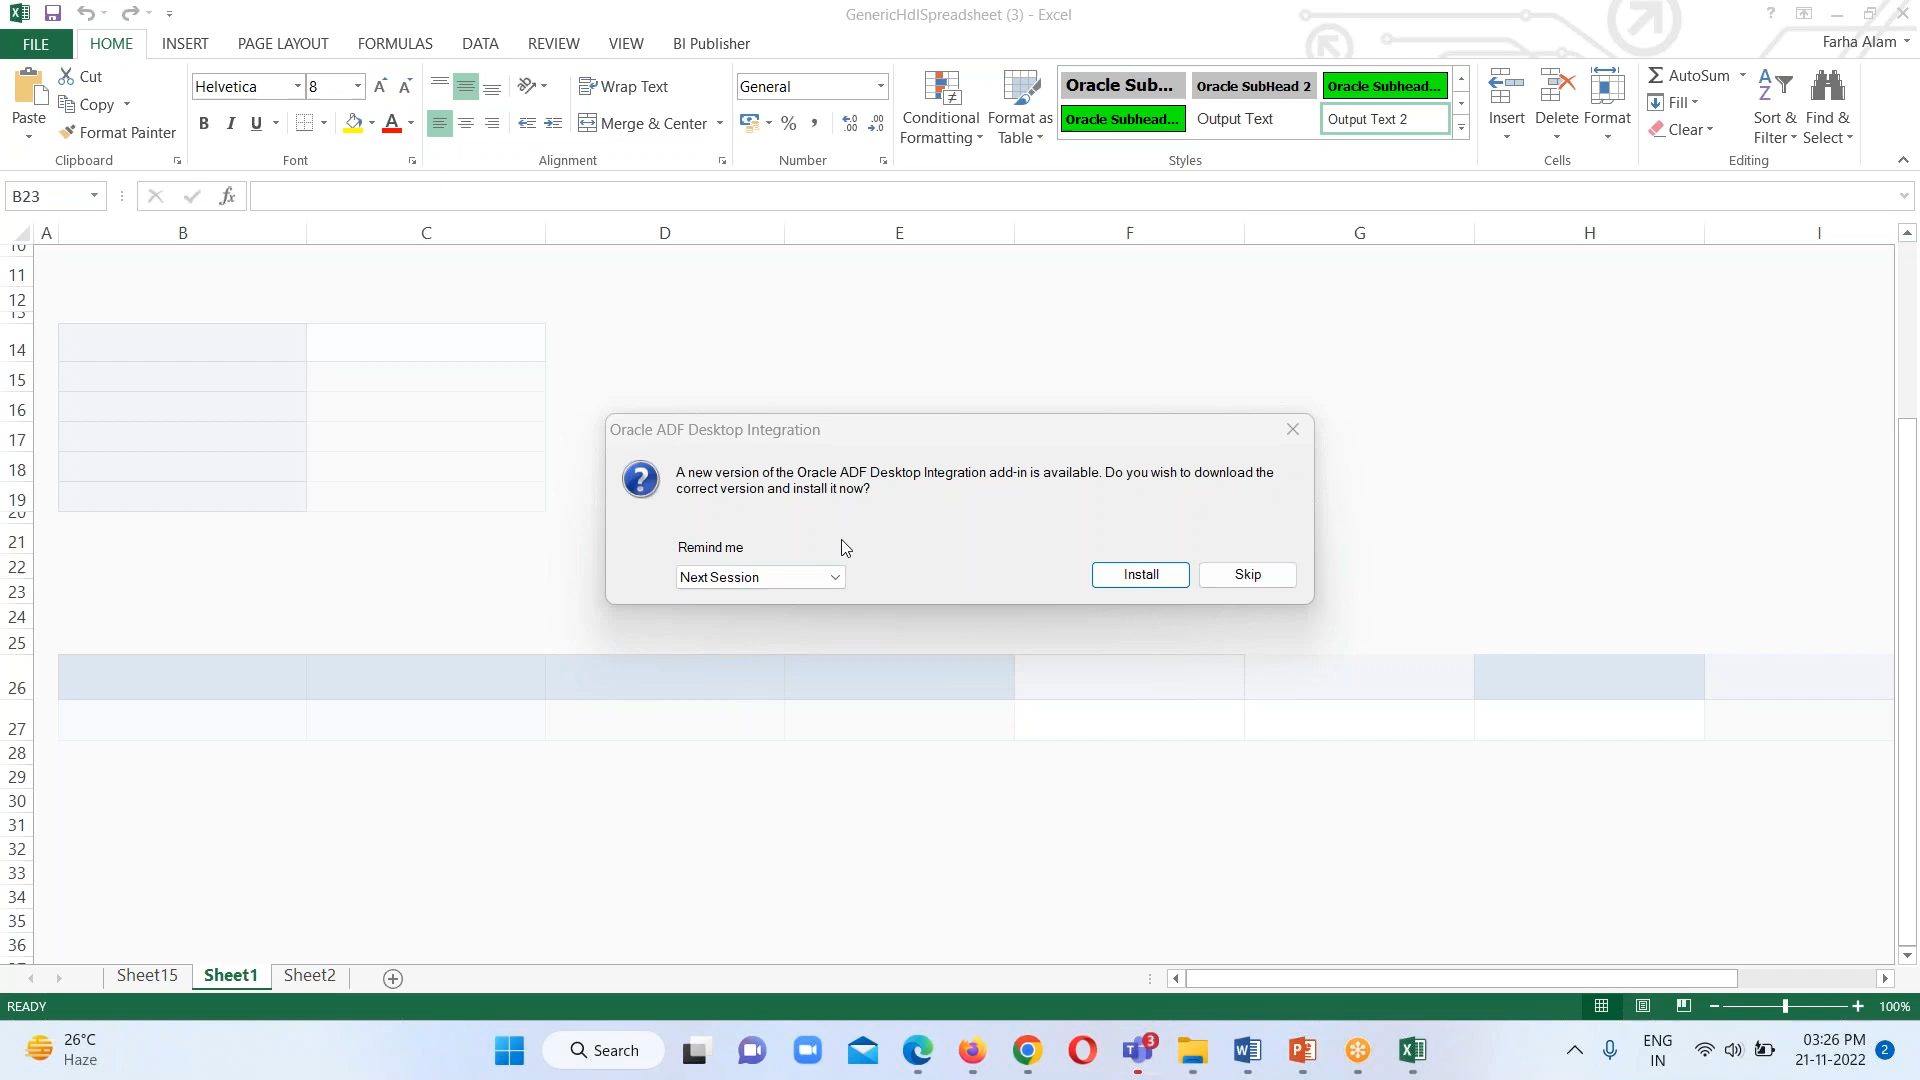 GenericHdlSpreadsheet (3) - Excel
?
FILE
HOME
INSERT
PAGE LAYOUT
FORMULAS
DATA
REVIEW
VIEW
BI Publisher
Farha Alam
Paste
Cut
Copy
Format Painter
Clipboard
Helvetica
8
B I U
Font
Wrap Text
Merge & Center
Alignment
General
%
Number
Conditional
Formatting
Format as
Table
Oracle Sub...
Oracle SubHead 2
Oracle Subhead...
Oracle Subhead...
Output Text
Output Text 2
Styles
Insert
Delete
Format
Cells
AutoSum
Fill
Clear
Sort &
Filter
Find &
Select
Editing
B23
fx
A B C D E F G H I
10
11
12
13
14
15
16
17
18
19
20
21
22
23
24
25
26
27
28
29
30
31
32
33
34
35
36
Oracle ADF Desktop Integration
A new version of the Oracle ADF Desktop Integration add-in is available. Do you wish to download the
correct version and install it now?
Remind me
Next Session
Install
Skip
Sheet15
Sheet1
Sheet2
READY
100%
26°C
Haze
Search
3
ENG
IN
03:26 PM
21-11-2022
2